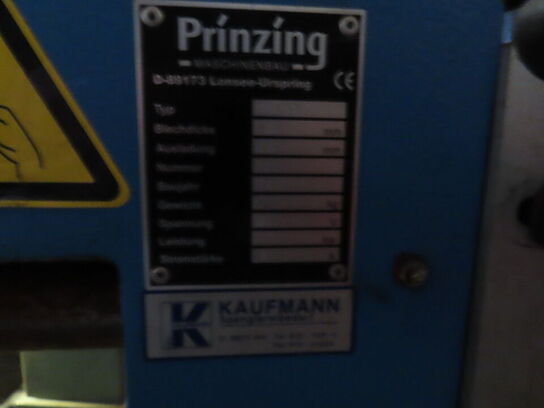 Prinzing
MASCHINENBAU
D-89173 Lonsee-Urspring
CE
Typ
Blechdicke mm
Ausladung mm
Nummer
Baujahr
Gewicht kg
Spannung V
Leistung
Stromstärke A
K KAUFMANN
Spenglereibedarf